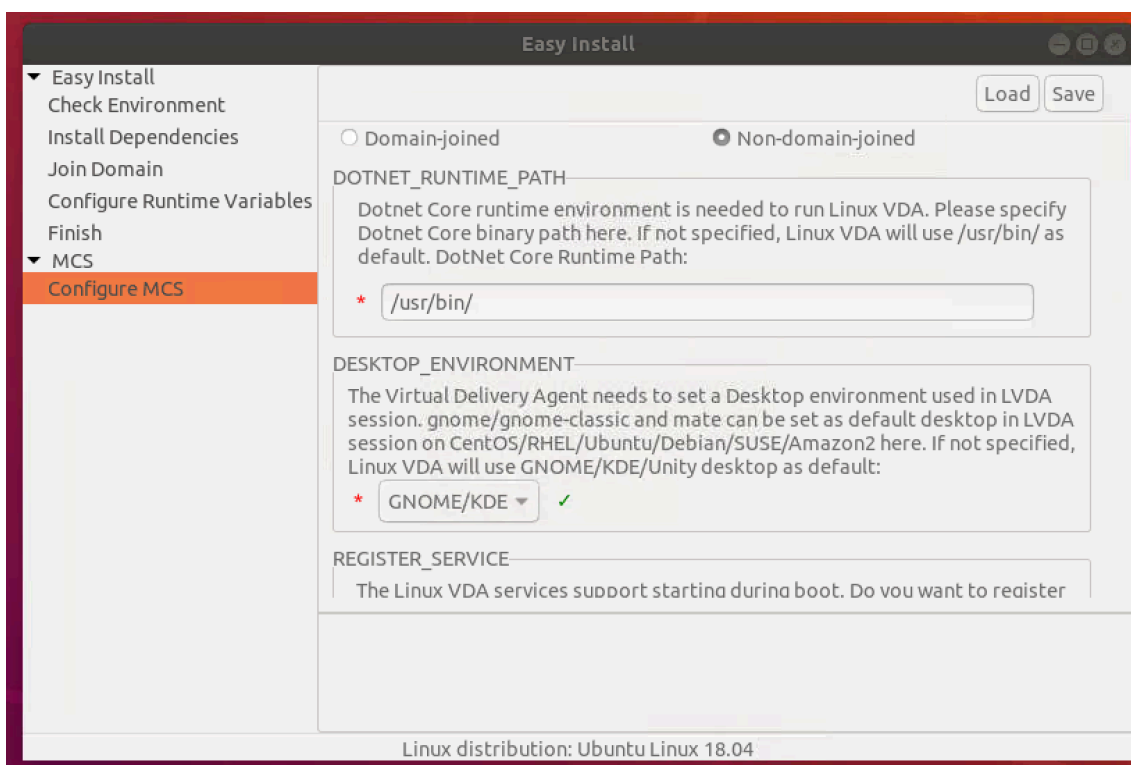 Easy Install
Easy Install
Check Environment
Install Dependencies
Join Domain
Configure Runtime Variables
Finish
MCS
Configure MCS
Load Save
Domain-joined Non-domain-joined
DOTNET_RUNTIME_PATH
Dotnet Core runtime environment is needed to run Linux VDA. Please specify
Dotnet Core binary path here. If not specified, Linux VDA will use /usr/bin/ as
default. DotNet Core Runtime Path:
* /usr/bin/
DESKTOP_ENVIRONMENT
The Virtual Delivery Agent needs to set a Desktop environment used in LVDA
session. gnome/gnome-classic and mate can be set as default desktop in LVDA
session on CentOS/RHEL/Ubuntu/Debian/SUSE/Amazon2 here. If not specified,
Linux VDA will use GNOME/KDE/Unity desktop as default:
* GNOME/KDE ✓
REGISTER_SERVICE
The Linux VDA services support starting during boot. Do you want to register
Linux distribution: Ubuntu Linux 18.04